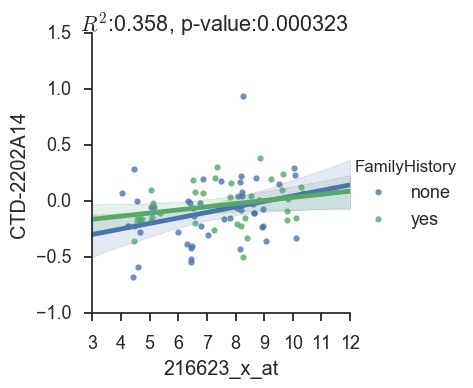 R²:0.358, p-value:0.000323
1.5
1.0
0.5
0.0
−0.5
−1.0
CTD-2202A14
3 4 5 6 7 8 9 10 11 12
216623_x_at
FamilyHistory
none
yes